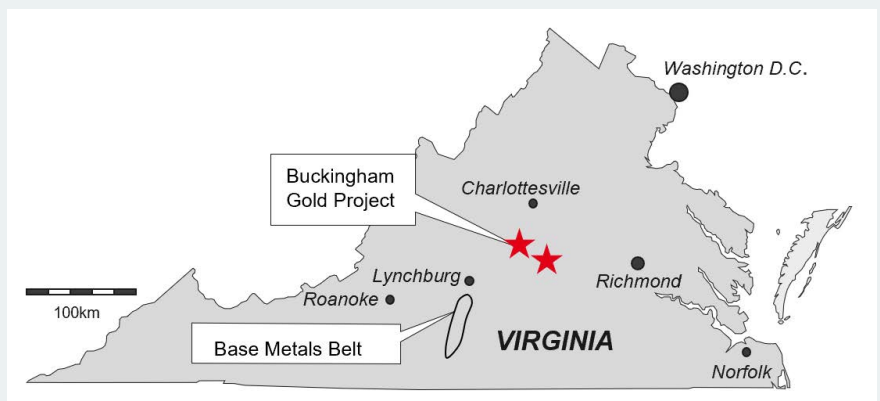 Washington D.C.
Buckingham
Gold Project
Charlottesville
Lynchburg
Richmond
Roanoke
100km
VIRGINIA
Base Metals Belt
Norfolk